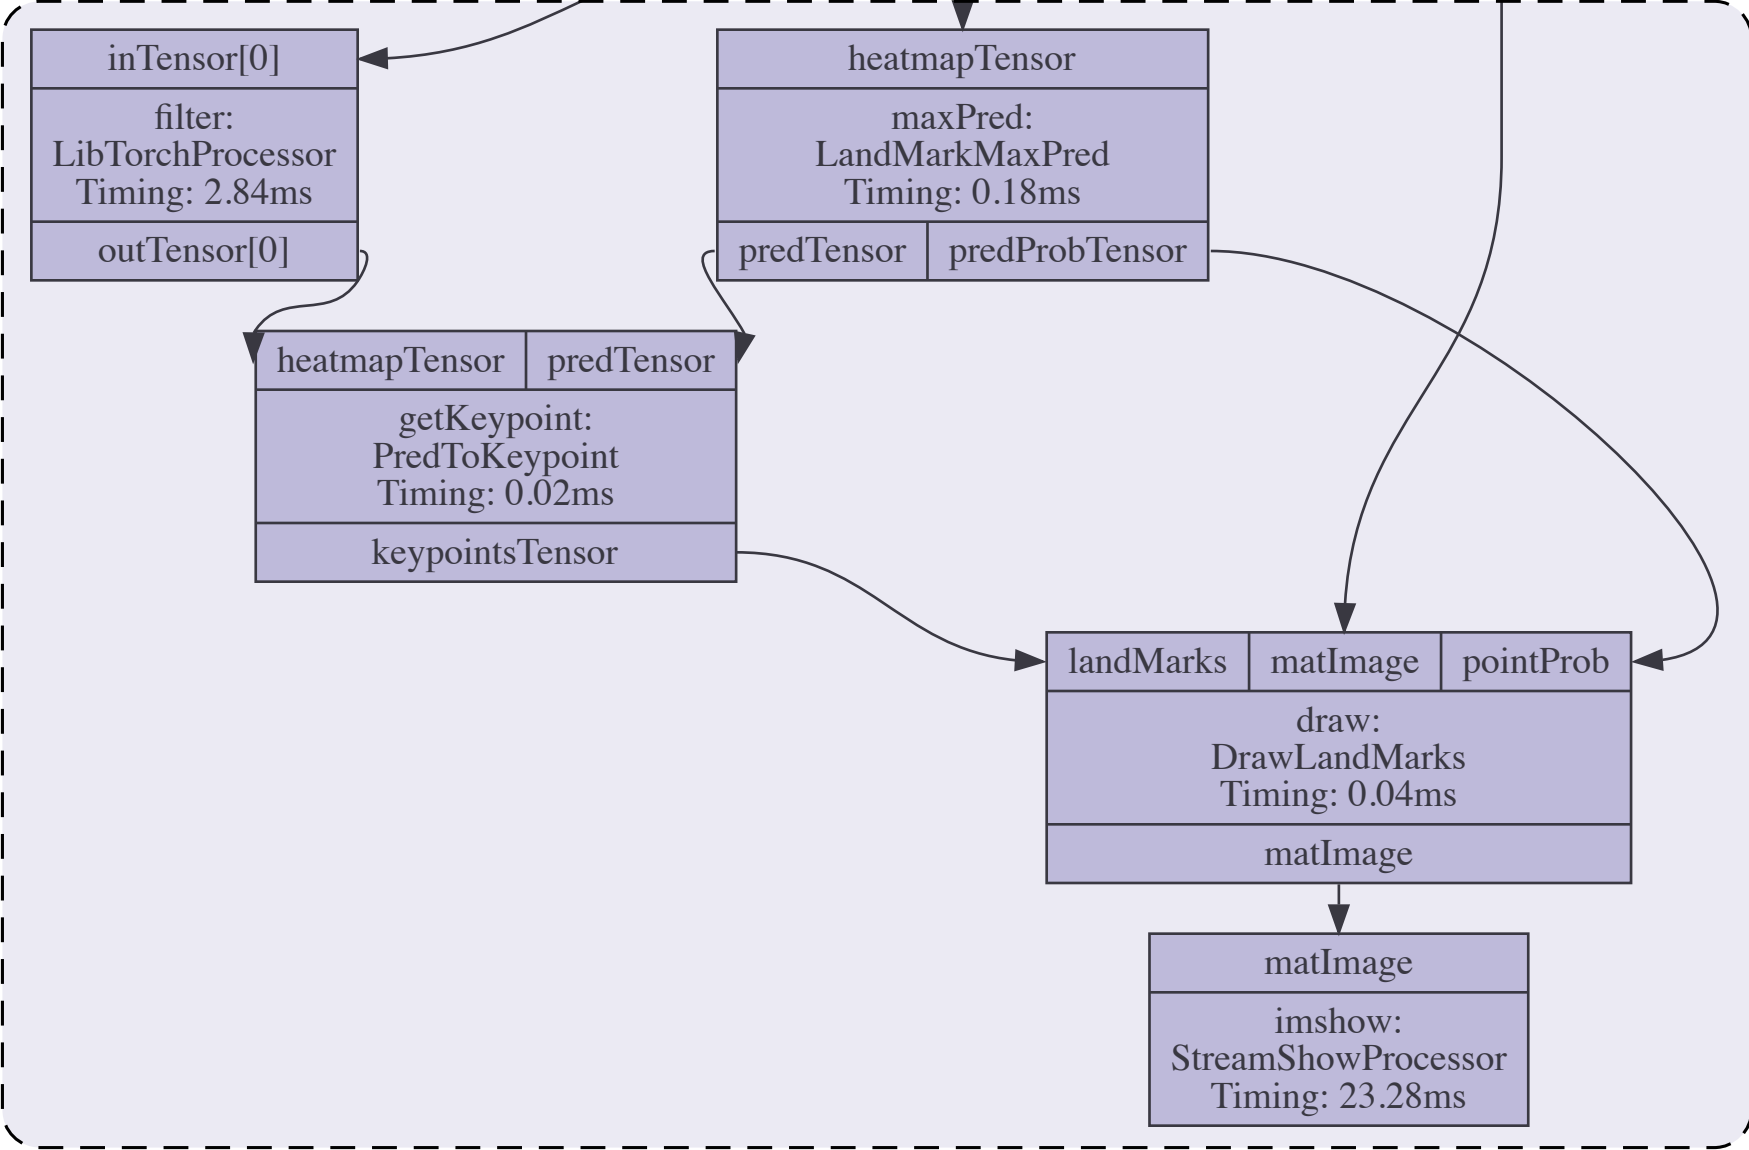 inTensor[0]
filter:
LibTorchProcessor
Timing: 2.84ms
outTensor[0]
heatmapTensor
maxPred:
LandMarkMaxPred
Timing: 0.18ms
predTensor
predProbTensor
heatmapTensor
predTensor
getKeypoint:
PredToKeypoint
Timing: 0.02ms
keypointsTensor
landMarks
matImage
pointProb
draw:
DrawLandMarks
Timing: 0.04ms
matImage
matImage
imshow:
StreamShowProcessor
Timing: 23.28ms